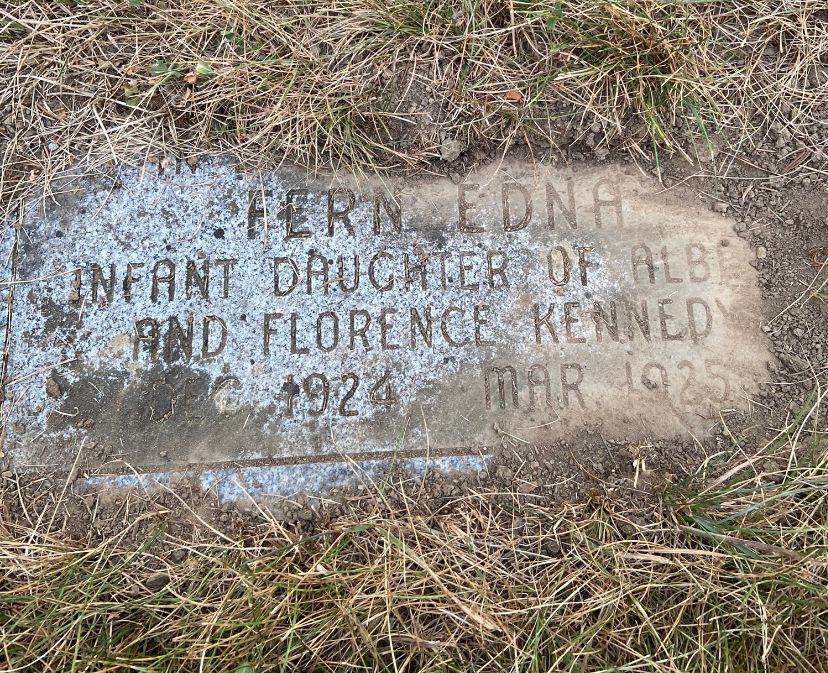 FERN EDNA
INFANT DAUGHTER OF
AND FLORENCE KENNEDY
DEC 1924 MAR 1925